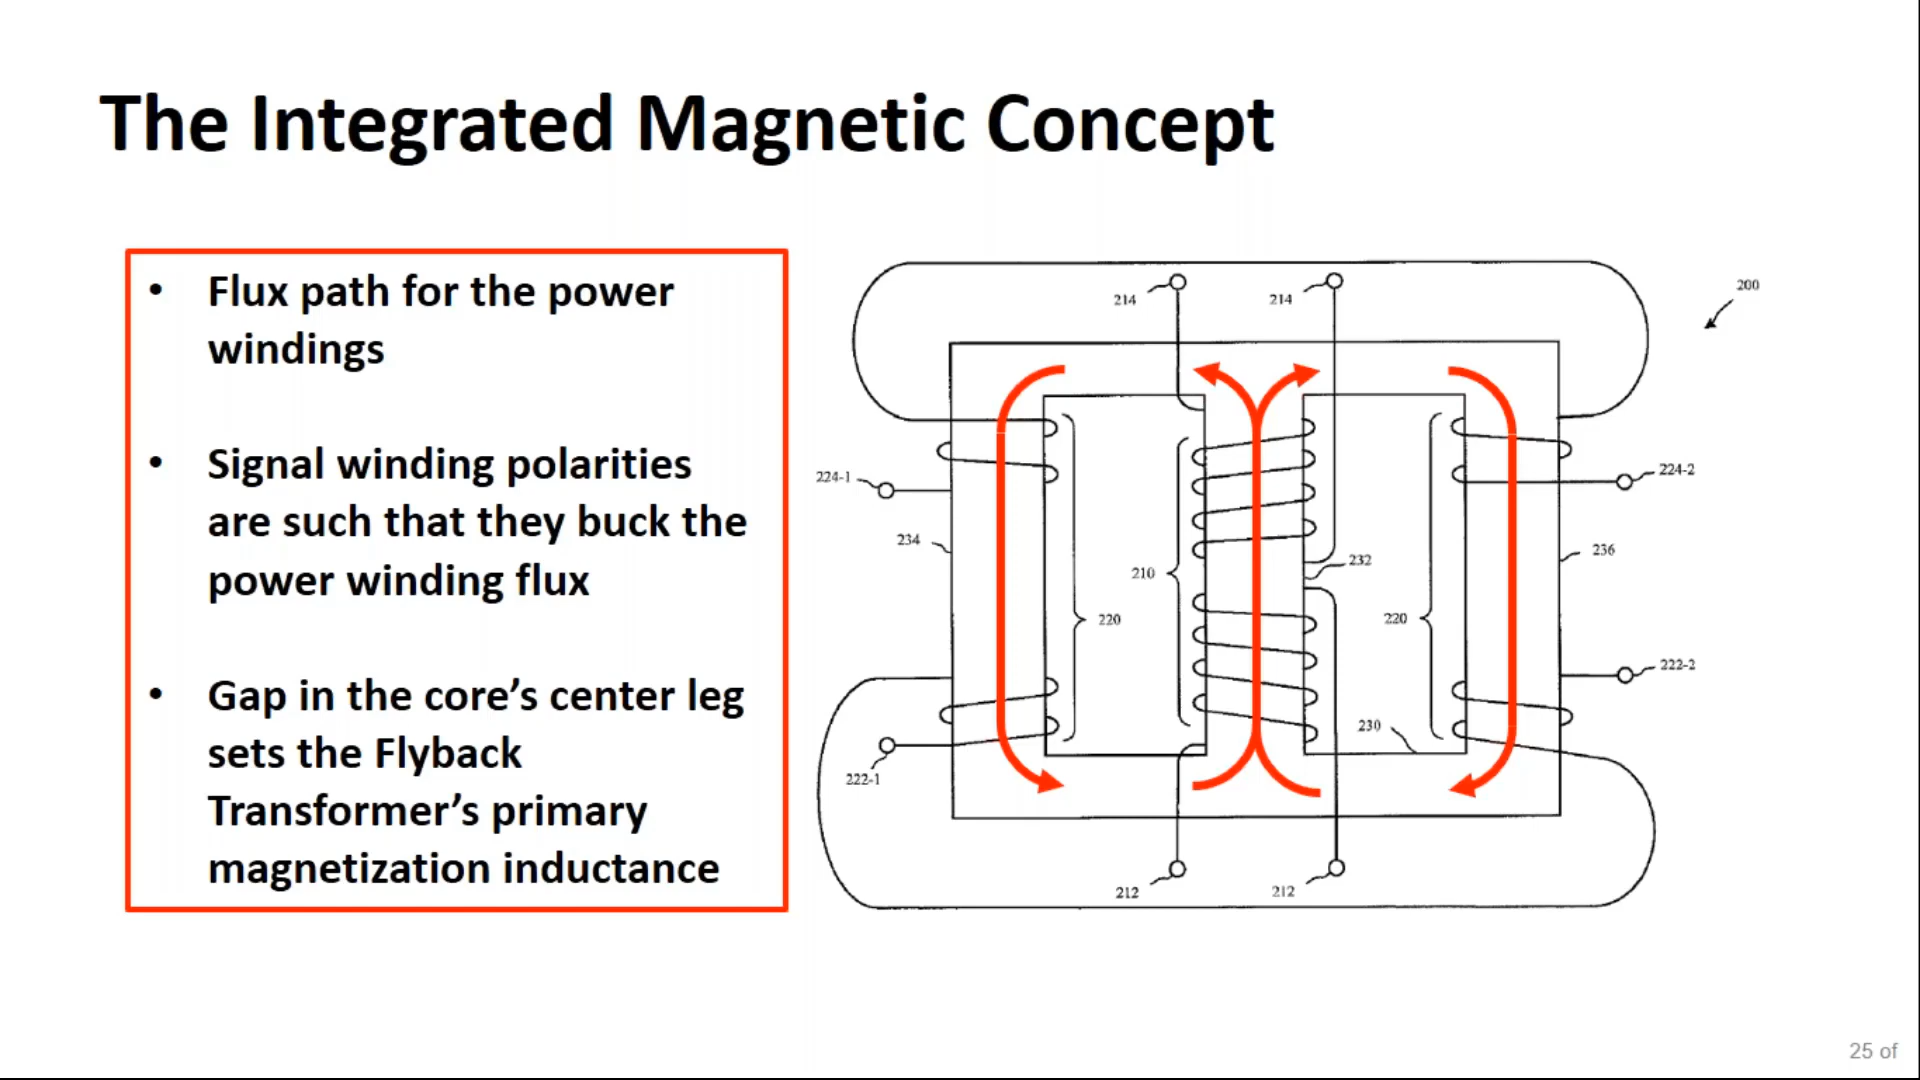 The Integrated Magnetic Concept
• Flux path for the power
windings
• Signal winding polarities
are such that they buck the
power winding flux
• Gap in the core’s center leg
sets the Flyback
Transformer’s primary
magnetization inductance
214
214
200
224-1
224-2
234
236
210
232
220
220
222-2
230
222-1
212
212
25 of